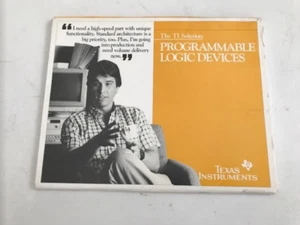 “I need a high-speed part with unique
functionality. Standard architecture is a
big priority, too. Plus, I'm going
into production and
need volume delivery
now.”
The TI Solution:
PROGRAMMABLE
LOGIC DEVICES
TEXAS
INSTRUMENTS